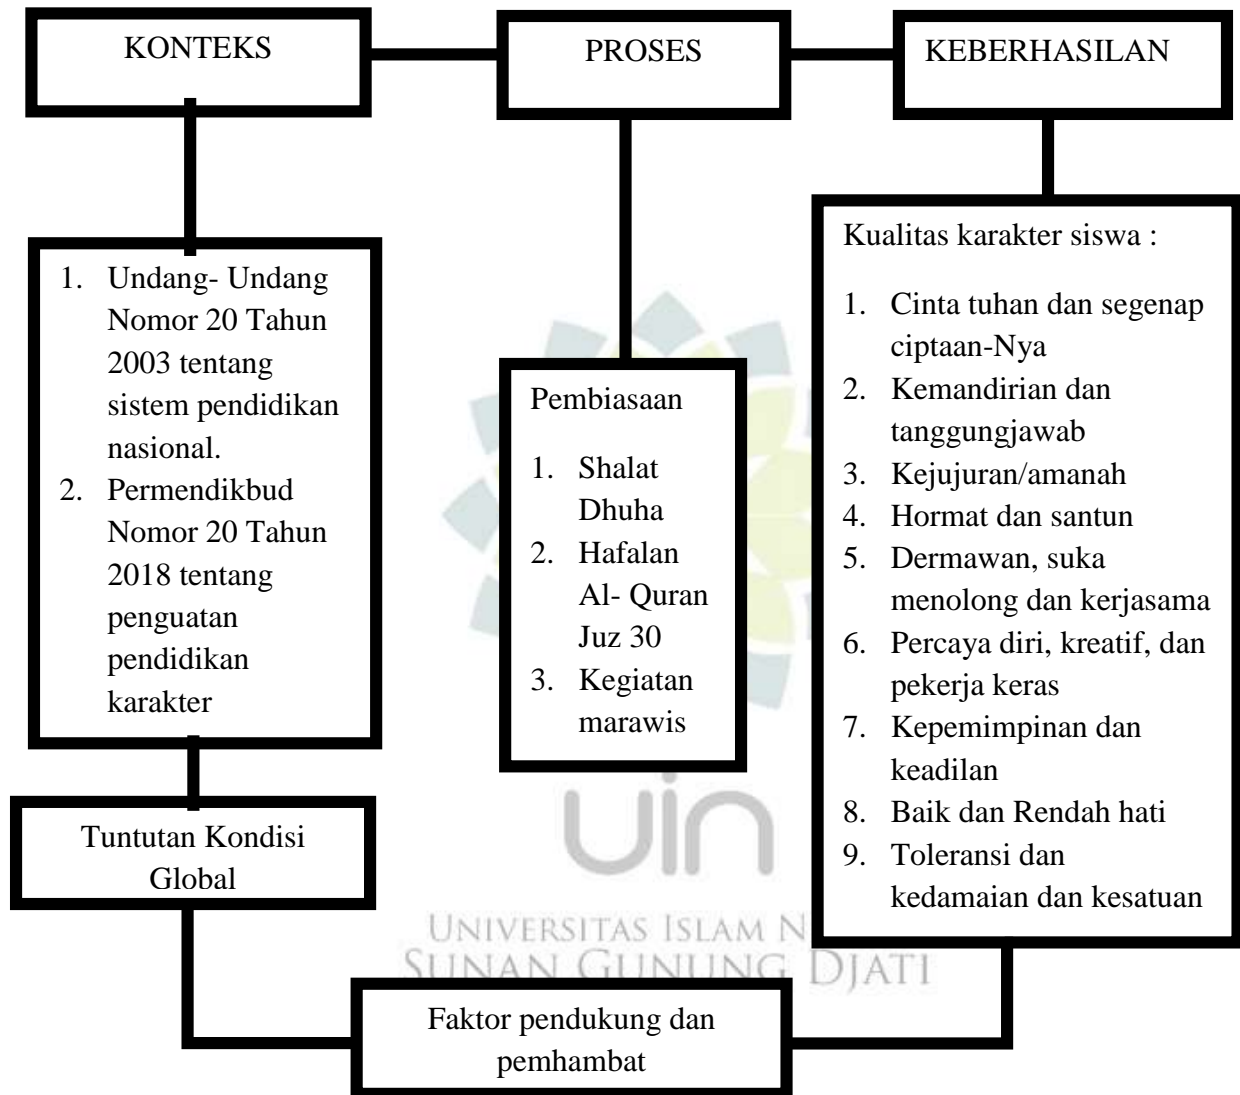 KONTEKS
PROSES
KEBERHASILAN
1. Undang- Undang
Nomor 20 Tahun
2003 tentang
sistem pendidikan
nasional.
2. Permendikbud
Nomor 20 Tahun
2018 tentang
penguatan
pendidikan
karakter
Tuntutan Kondisi
Global
Pembiasaan
1. Shalat
Dhuha
2. Hafalan
Al- Quran
Juz 30
3. Kegiatan
marawis
Kualitas karakter siswa :
1. Cinta tuhan dan segenap
ciptaan-Nya
2. Kemandirian dan
tanggungjawab
3. Kejujuran/amanah
4. Hormat dan santun
5. Dermawan, suka
menolong dan kerjasama
6. Percaya diri, kreatif, dan
pekerja keras
7. Kepemimpinan dan
keadilan
8. Baik dan Rendah hati
9. Toleransi dan
kedamaian dan kesatuan
uin
UNIVERSITAS ISLAM N
SUNAN GUNUNG DJATI
Faktor pendukung dan
pemhambat